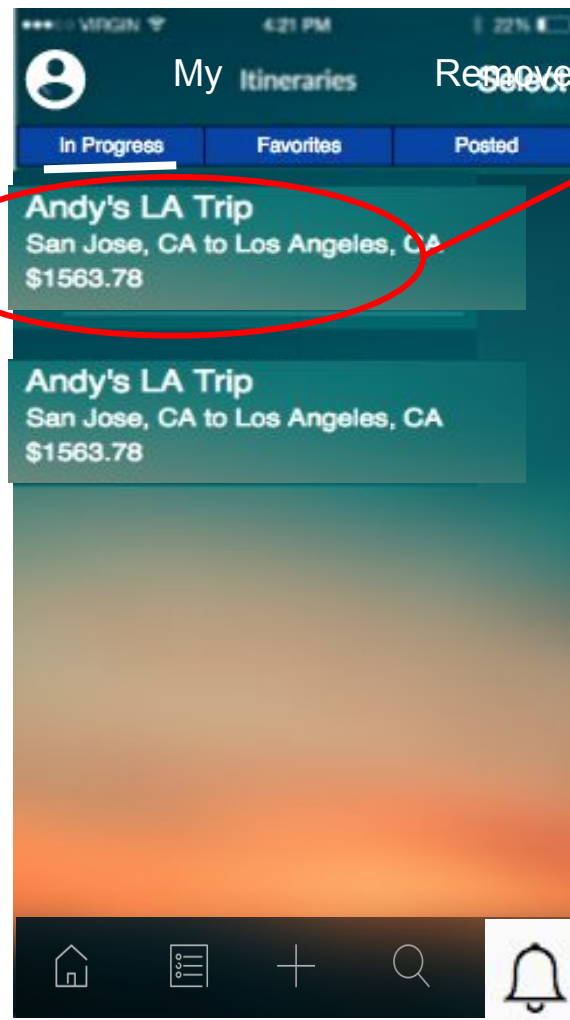 VIRGIN 4:21 PM 22%
My Itineraries Remove Select
In Progress Favorites Posted
Andy's LA Trip
San Jose, CA to Los Angeles, CA
$1563.78
Andy's LA Trip
San Jose, CA to Los Angeles, CA
$1563.78